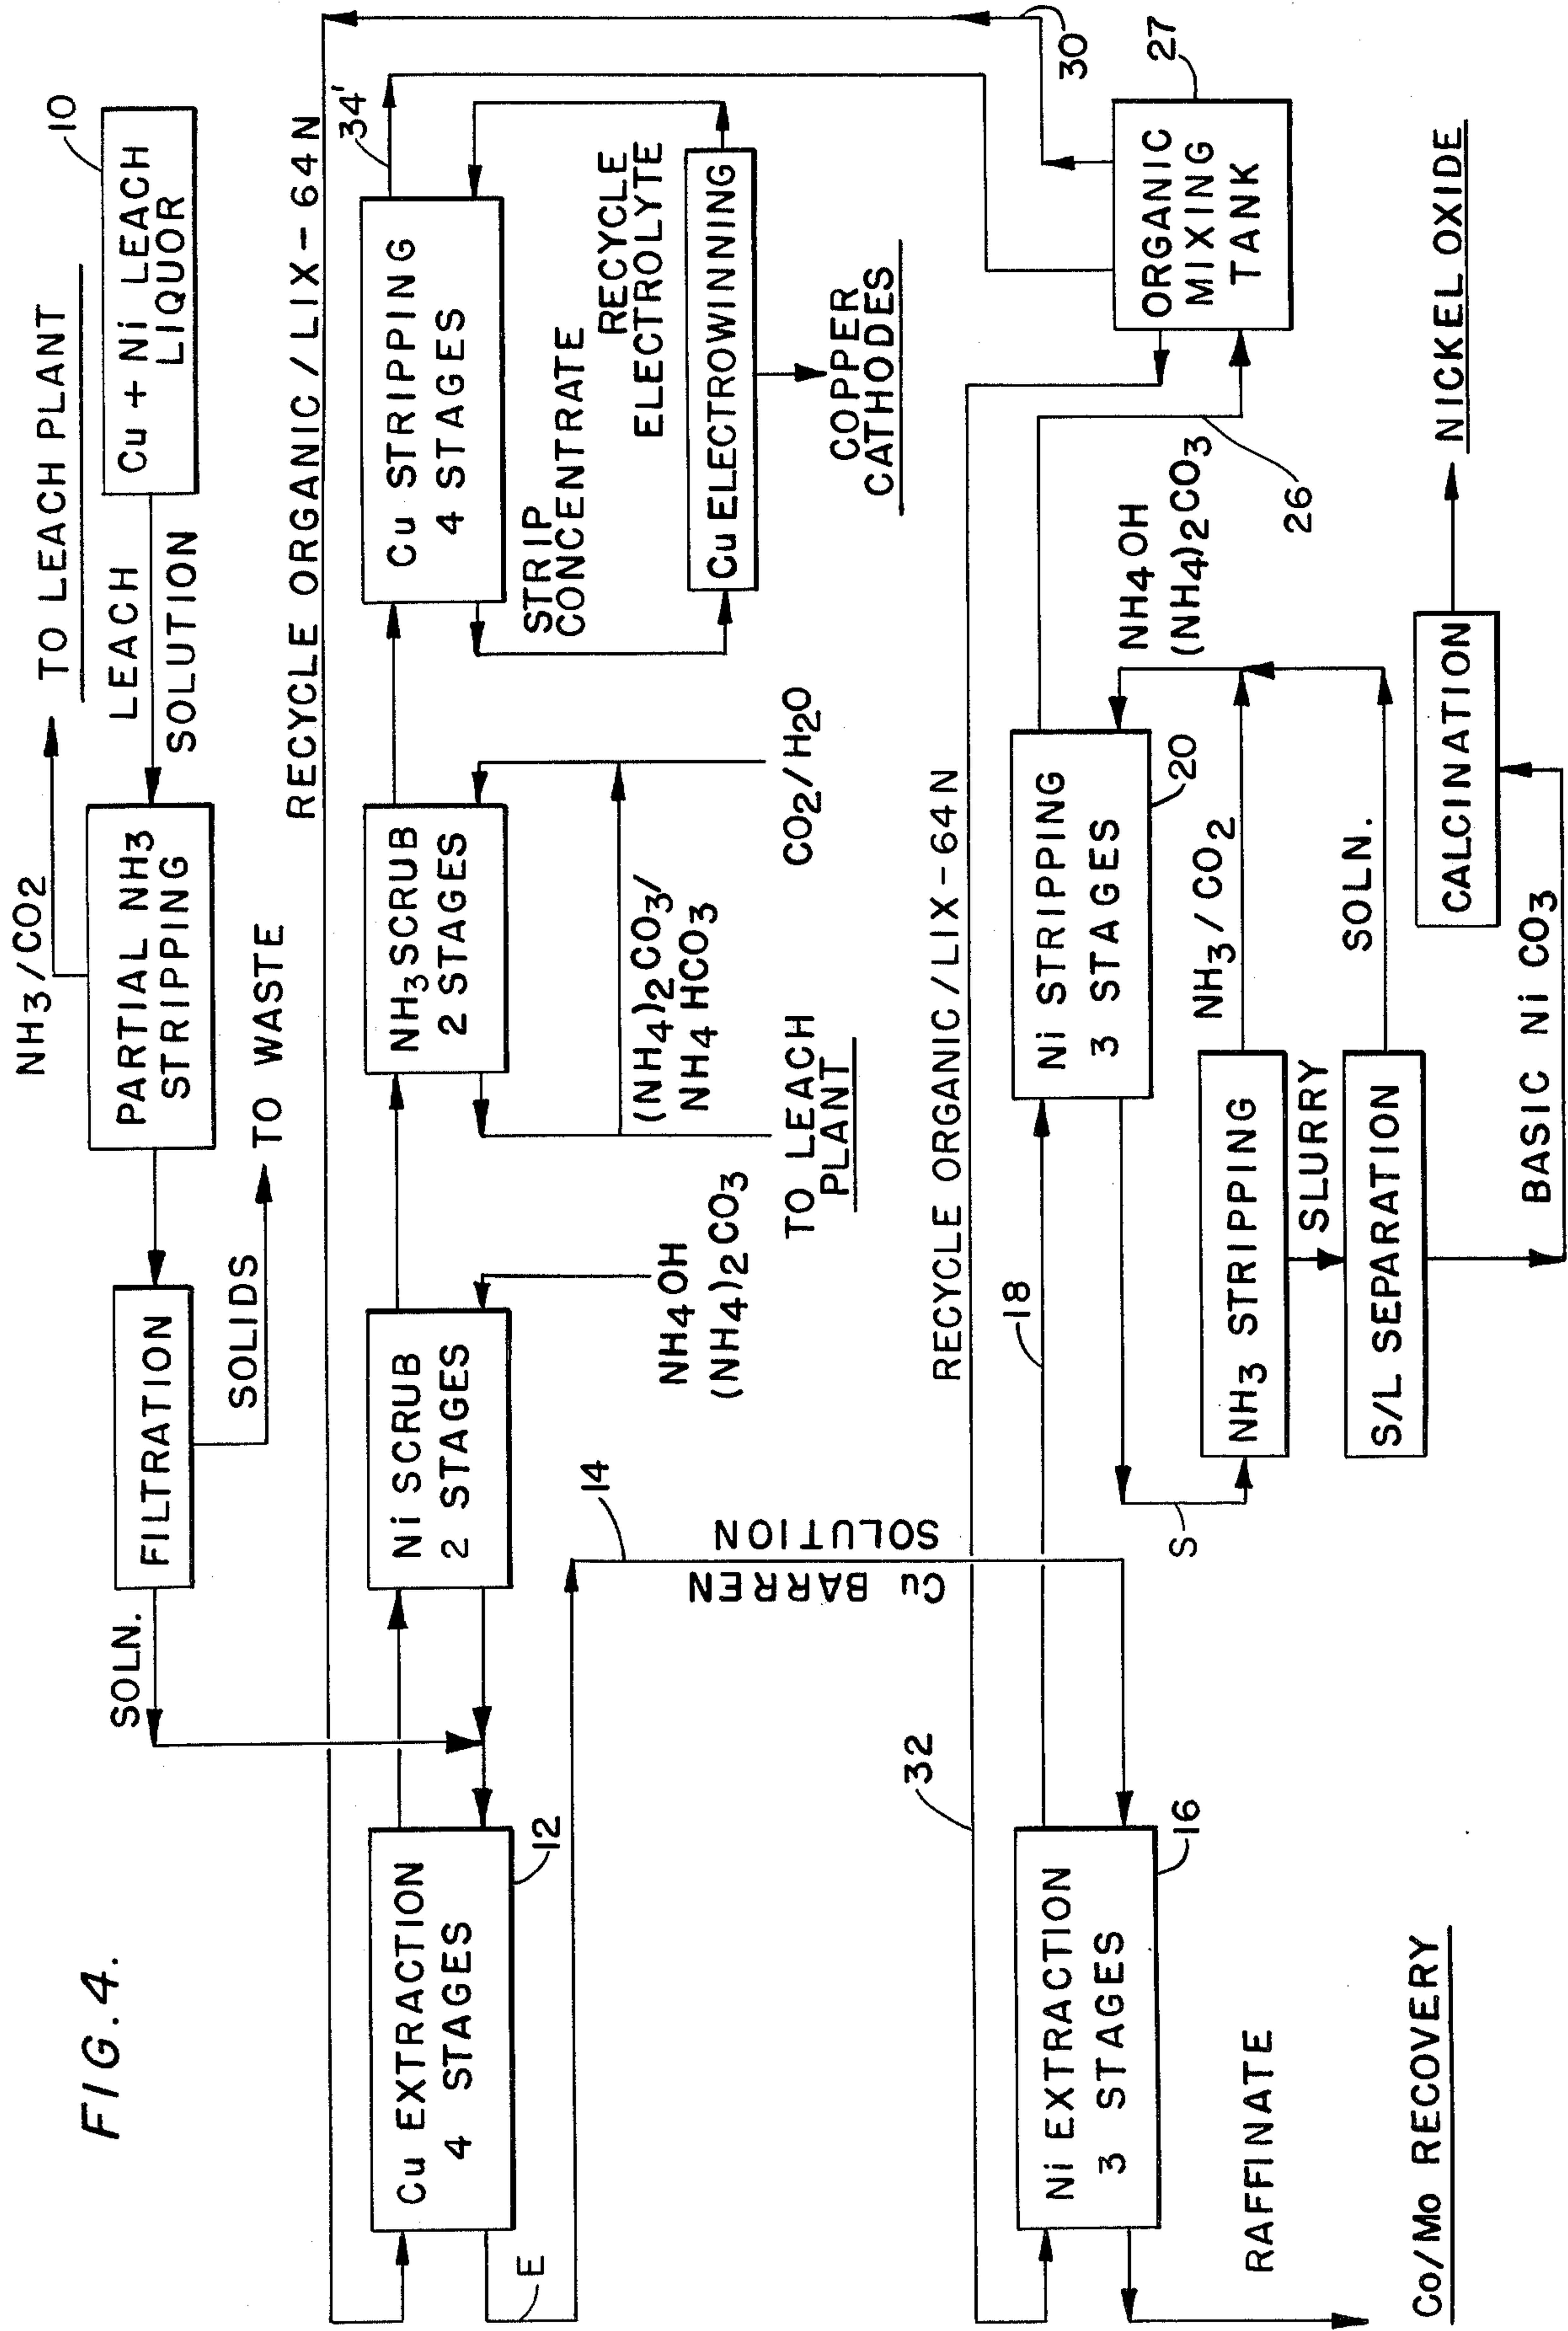 FIG. 4.
10
Cu + Ni LEACH
LIQUOR
TO LEACH PLANT
LEACH
SOLUTION
NH3/CO2
PARTIAL NH3
STRIPPING
FILTRATION
SOLIDS
TO WASTE
SOLN.
RECYCLE ORGANIC / LIX-64N
Cu EXTRACTION
4 STAGES
12
E
Ni SCRUB
2 STAGES
NH4OH
(NH4)2CO3
NH3 SCRUB
2 STAGES
(NH4)2CO3/
NH4HCO3
CO2/H2O
TO LEACH
PLANT
Cu STRIPPING
4 STAGES
34'
STRIP
CONCENTRATE
RECYCLE
ELECTROLYTE
Cu ELECTROWINNING
COPPER
CATHODES
30
14
Cu BARREN
SOLUTION
RECYCLE ORGANIC / LIX-64N
32
Ni EXTRACTION
3 STAGES
16
RAFFINATE
Co/Mo RECOVERY
18
Ni STRIPPING
3 STAGES
20
NH4OH
(NH4)2CO3
26
ORGANIC
MIXING
TANK
27
S
NH3 STRIPPING
NH3/CO2
SLURRY
S/L SEPARATION
SOLN.
BASIC NiCO3
CALCINATION
NICKEL OXIDE